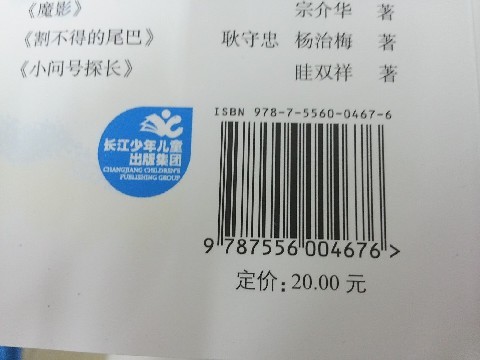 《魔影》 宗介华 著
《割不得的尾巴》 耿守忠 杨治梅 著
《小问号探长》 眭双祥 著
ISBN 978-7-5560-0467-6
长江少年儿童
出版集团
CHANGJIANG CHILDREN'S
PUBLISHING GROUP
9 787556 004676 >
定价：20.00 元